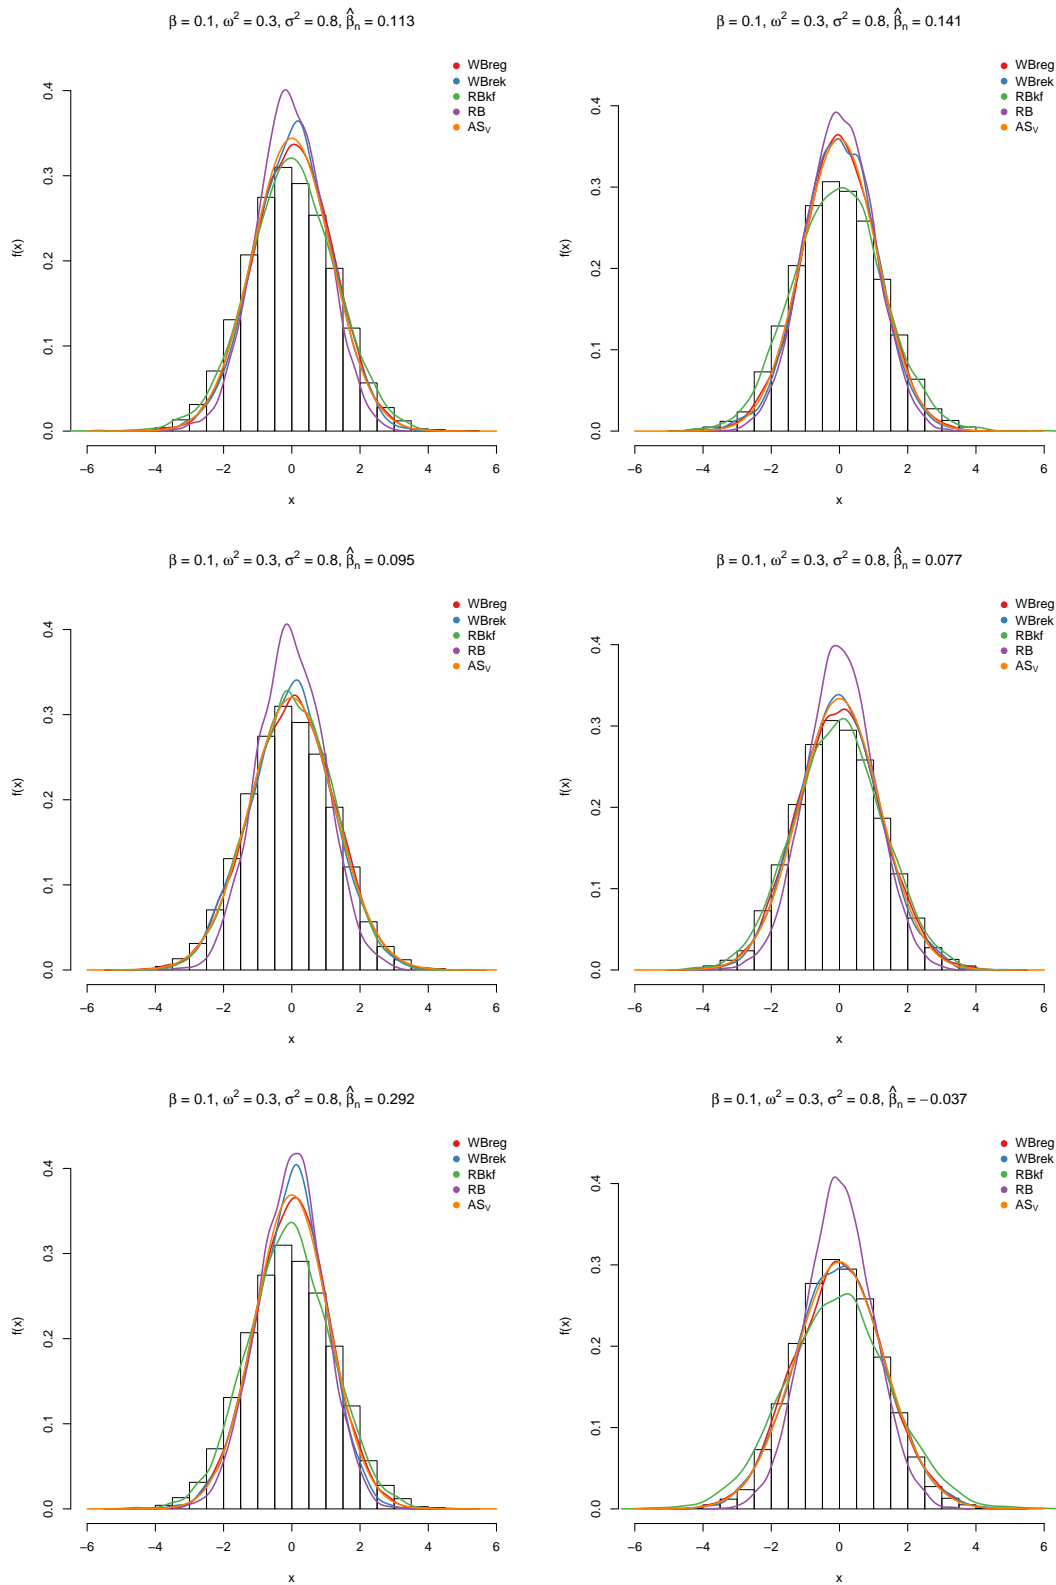 β = 0.1, ω² = 0.3, σ² = 0.8, β̂ₙ = 0.113
WBreg
WBrek
RBkf
RB
ASᵥ
f(x)
0.0
0.1
0.2
0.3
0.4
−6
−4
−2
0
2
4
6
x
β = 0.1, ω² = 0.3, σ² = 0.8, β̂ₙ = 0.141
WBreg
WBrek
RBkf
RB
ASᵥ
f(x)
0.0
0.1
0.2
0.3
0.4
−6
−4
−2
0
2
4
6
x
β = 0.1, ω² = 0.3, σ² = 0.8, β̂ₙ = 0.095
WBreg
WBrek
RBkf
RB
ASᵥ
f(x)
0.0
0.1
0.2
0.3
0.4
−6
−4
−2
0
2
4
6
x
β = 0.1, ω² = 0.3, σ² = 0.8, β̂ₙ = 0.077
WBreg
WBrek
RBkf
RB
ASᵥ
f(x)
0.0
0.1
0.2
0.3
0.4
−6
−4
−2
0
2
4
6
x
β = 0.1, ω² = 0.3, σ² = 0.8, β̂ₙ = 0.292
WBreg
WBrek
RBkf
RB
ASᵥ
f(x)
0.0
0.1
0.2
0.3
0.4
−6
−4
−2
0
2
4
6
x
β = 0.1, ω² = 0.3, σ² = 0.8, β̂ₙ = −0.037
WBreg
WBrek
RBkf
RB
ASᵥ
f(x)
0.0
0.1
0.2
0.3
0.4
−6
−4
−2
0
2
4
6
x